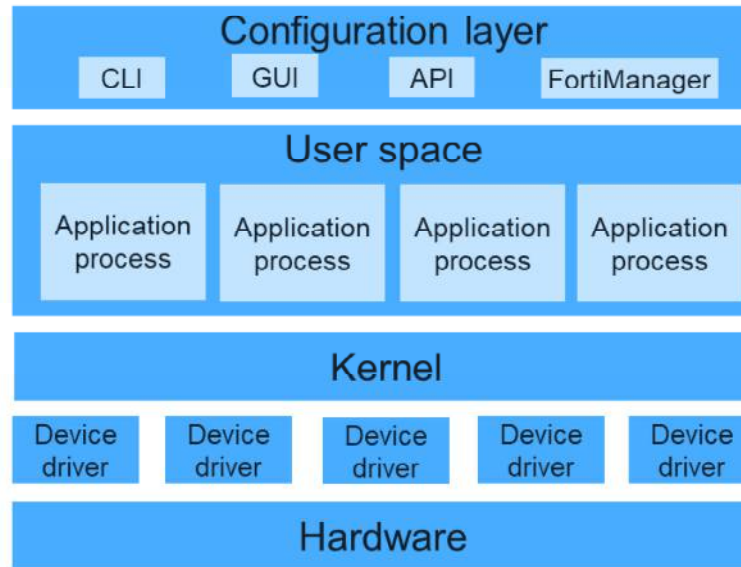 Configuration layer
CLI GUI API FortiManager
User space
Application process
Application process
Application process
Application process
Kernel
Device driver
Device driver
Device driver
Device driver
Device driver
Hardware